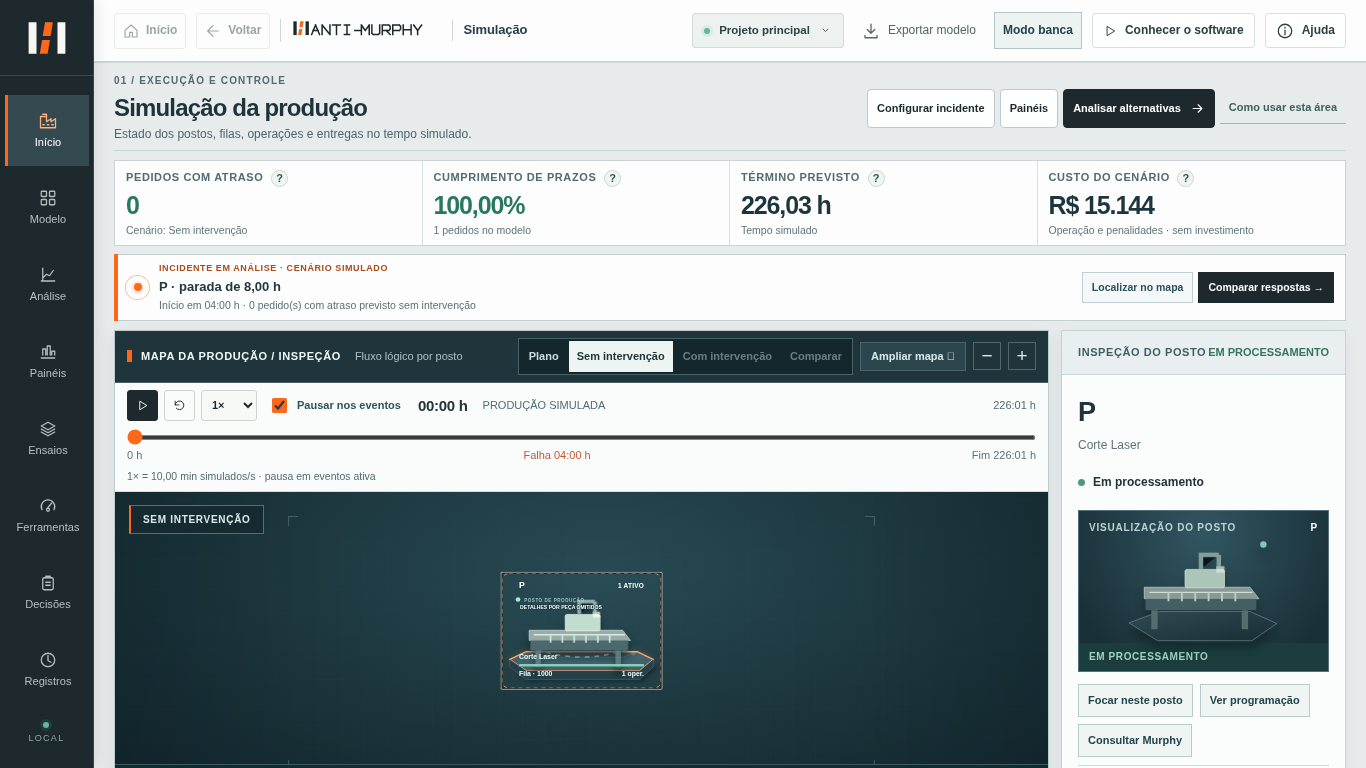 Início
Voltar
ANTI-MURPHY
Simulação
Projeto principal
Exportar modelo
Modo banca
Conhecer o software
Ajuda
Início
Modelo
Análise
Painéis
Ensaios
Ferramentas
Decisões
Registros
LOCAL
01 / EXECUÇÃO E CONTROLE
Simulação da produção
Estado dos postos, filas, operações e entregas no tempo simulado.
Configurar incidente
Painéis
Analisar alternativas →
Como usar esta área
PEDIDOS COM ATRASO ?
0
Cenário: Sem intervenção
CUMPRIMENTO DE PRAZOS ?
100,00%
1 pedidos no modelo
TÉRMINO PREVISTO ?
226,03 h
Tempo simulado
CUSTO DO CENÁRIO ?
R$ 15.144
Operação e penalidades · sem investimento
INCIDENTE EM ANÁLISE · CENÁRIO SIMULADO
P · parada de 8,00 h
Início em 04:00 h · 0 pedido(s) com atraso previsto sem intervenção
Localizar no mapa
Comparar respostas →
MAPA DA PRODUÇÃO / INSPEÇÃO
Fluxo lógico por posto
Plano
Sem intervenção
Com intervenção
Comparar
Ampliar mapa
−
+
1×
Pausar nos eventos
00:00 h
PRODUÇÃO SIMULADA
226:01 h
0 h
Falha 04:00 h
Fim 226:01 h
1× = 10,00 min simulados/s · pausa em eventos ativa
SEM INTERVENÇÃO
P
1 ATIVO
POSTO DE PRODUÇÃO
DETALHES POR PEÇA OMITIDOS
Corte Laser
Fila · 1000
1 oper.
INSPEÇÃO DO POSTO
EM PROCESSAMENTO
P
Corte Laser
Em processamento
VISUALIZAÇÃO DO POSTO
P
EM PROCESSAMENTO
Focar neste posto
Ver programação
Consultar Murphy